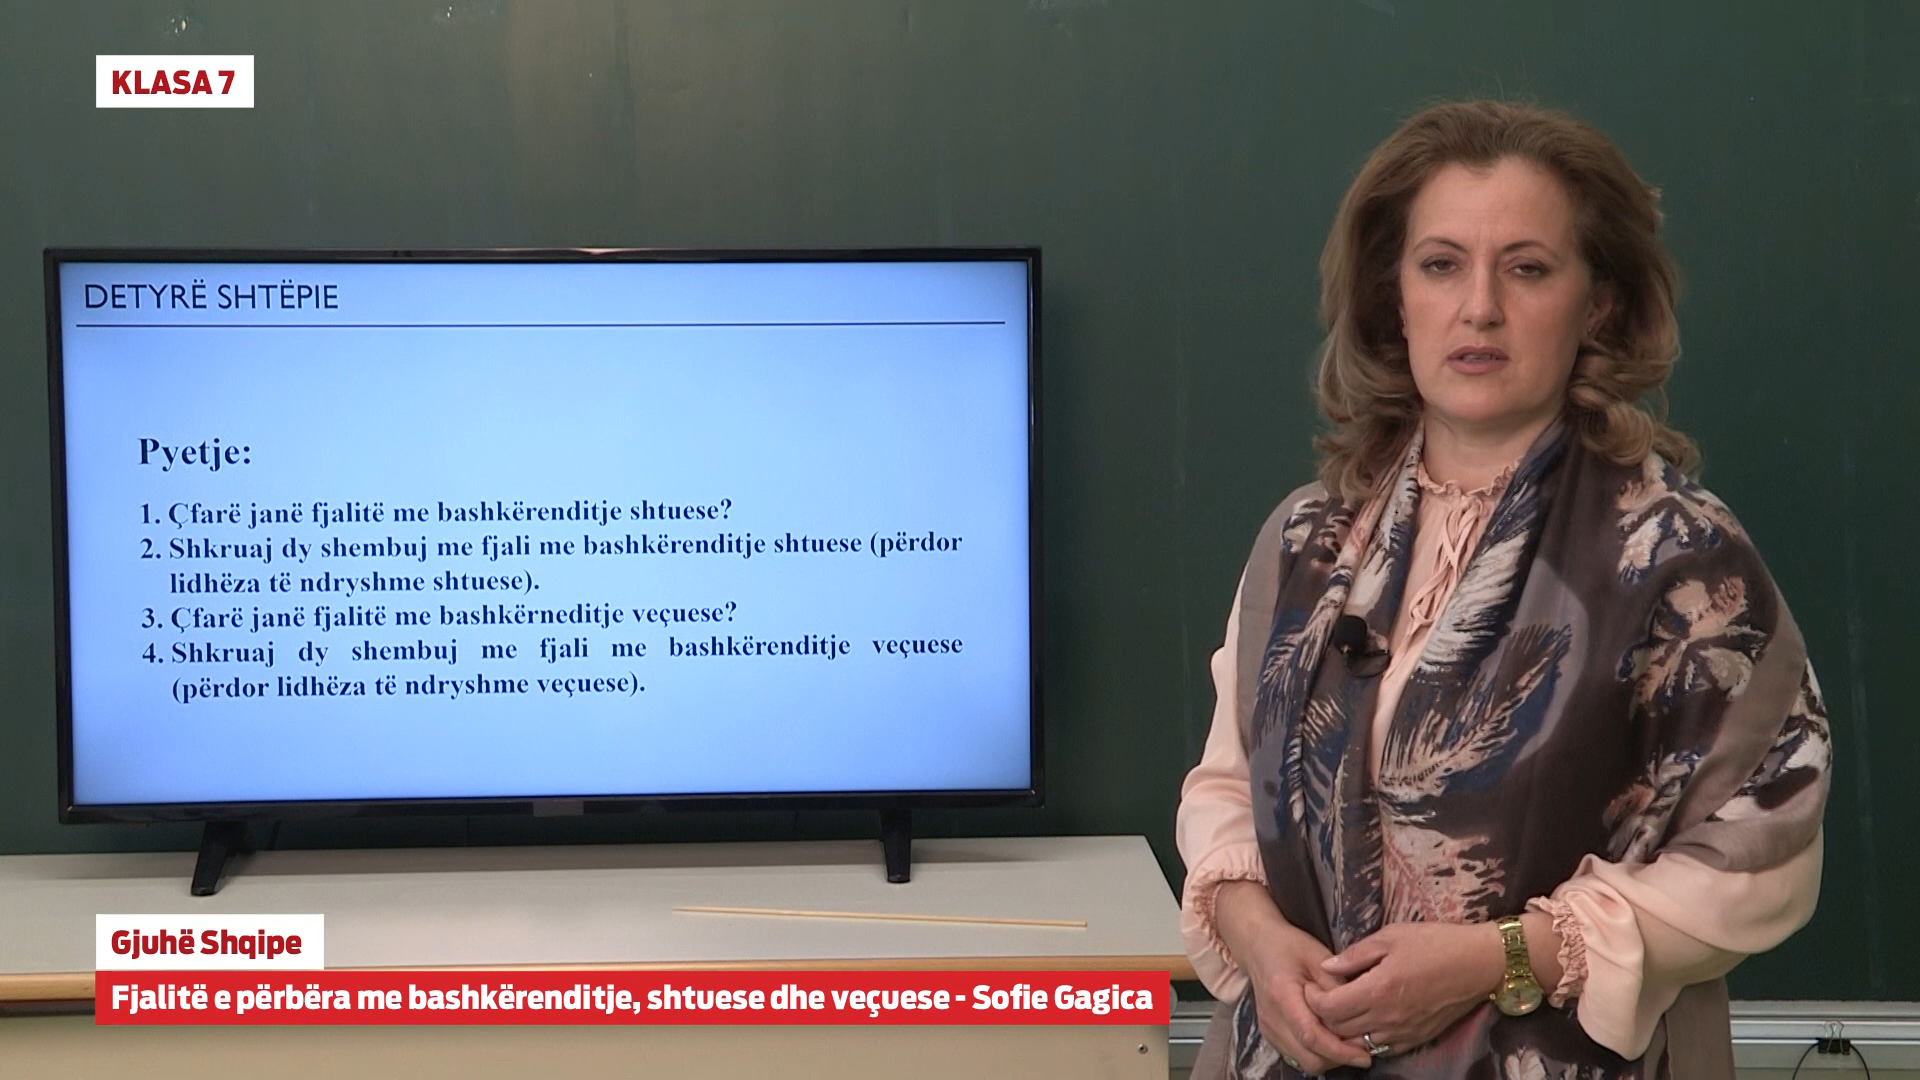 KLASA 7
DETYRË SHTËPIE
Pyetje:
1. Çfarë janë fjalitë me bashkërenditje shtuese?
2. Shkruaj dy shembuj me fjali me bashkërenditje shtuese (përdor
lidhëza të ndryshme shtuese).
3. Çfarë janë fjalitë me bashkërneditje veçuese?
4. Shkruaj dy shembuj me fjali me bashkërenditje veçuese
(përdor lidhëza të ndryshme veçuese).
Gjuhë Shqipe
Fjalitë e përbëra me bashkërenditje, shtuese dhe veçuese - Sofie Gagica